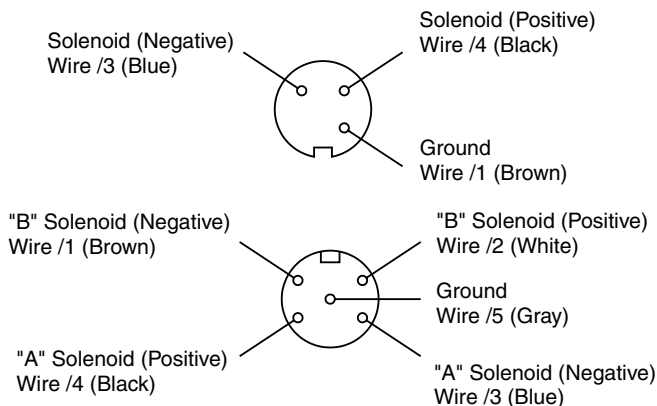 Solenoid (Negative)
Wire /3 (Blue)
Solenoid (Positive)
Wire /4 (Black)
Ground
Wire /1 (Brown)
"B" Solenoid (Negative)
Wire /1 (Brown)
"B" Solenoid (Positive)
Wire /2 (White)
Ground
Wire /5 (Gray)
"A" Solenoid (Positive)
Wire /4 (Black)
"A" Solenoid (Negative)
Wire /3 (Blue)